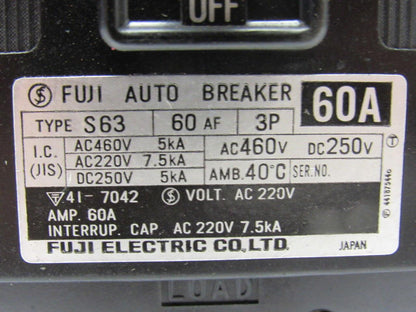 OFF
FUJI AUTO BREAKER 60A
TYPE S63 60 AF 3P
I.C. (JIS) AC460V 5kA AC460V DC250V
AC220V 7.5kA
DC250V 5kA AMB. 40°C SER.NO.
41-7042 VOLT. AC 220V
AMP. 60A
INTERRUP. CAP. AC 220V 7.5kA
FUJI ELECTRIC CO., LTD. JAPAN
LOAD